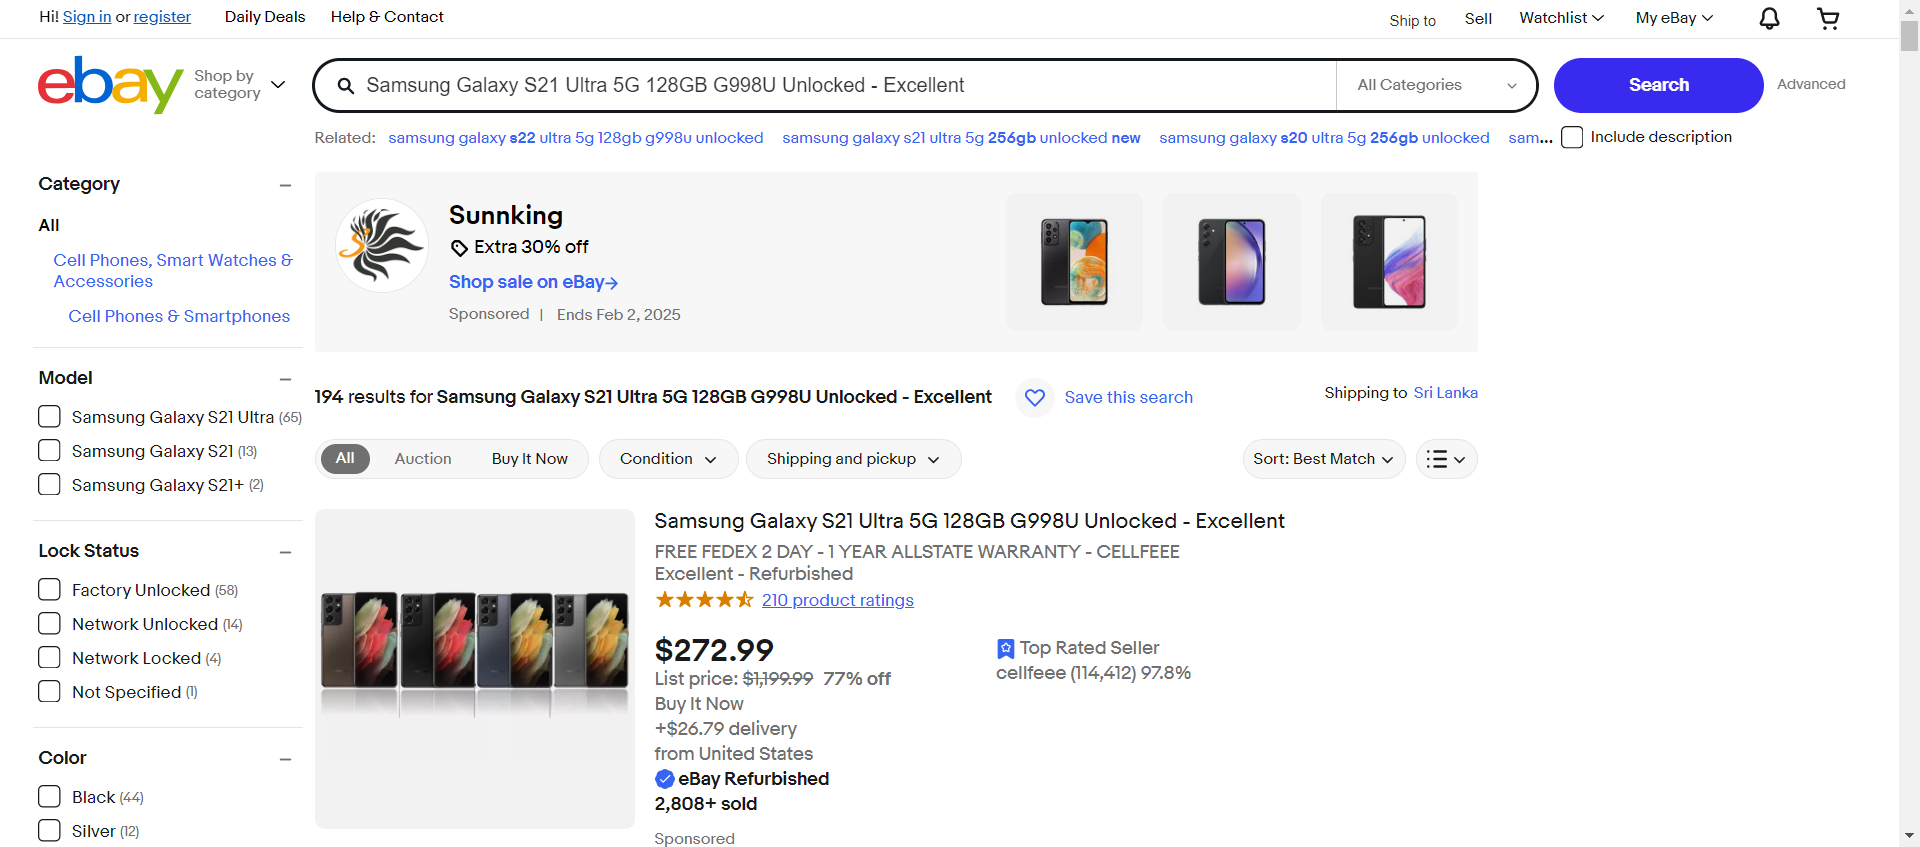 Hi! Sign in or register
Daily Deals
Help & Contact
Ship to
Sell
Watchlist
My eBay
ebay
Shop by
category
Samsung Galaxy S21 Ultra 5G 128GB G998U Unlocked - Excellent
All Categories
Search
Advanced
Related:
samsung galaxy s22 ultra 5g 128gb g998u unlocked
samsung galaxy s21 ultra 5g 256gb unlocked new
samsung galaxy s20 ultra 5g 256gb unlocked
sam...
Include description
Category
All
Cell Phones, Smart Watches &
Accessories
Cell Phones & Smartphones
Model
Samsung Galaxy S21 Ultra (65)
Samsung Galaxy S21 (13)
Samsung Galaxy S21+ (2)
Lock Status
Factory Unlocked (58)
Network Unlocked (14)
Network Locked (4)
Not Specified (1)
Color
Black (44)
Silver (12)
Sunnking
Extra 30% off
Shop sale on eBay→
Sponsored | Ends Feb 2, 2025
194 results for Samsung Galaxy S21 Ultra 5G 128GB G998U Unlocked - Excellent
Save this search
Shipping to Sri Lanka
All
Auction
Buy It Now
Condition
Shipping and pickup
Sort: Best Match
Samsung Galaxy S21 Ultra 5G 128GB G998U Unlocked - Excellent
FREE FEDEX 2 DAY - 1 YEAR ALLSTATE WARRANTY - CELLFEEE
Excellent - Refurbished
210 product ratings
$272.99
List price: $1,199.99 77% off
Buy It Now
+$26.79 delivery
from United States
eBay Refurbished
2,808+ sold
Sponsored
Top Rated Seller
cellfeee (114,412) 97.8%